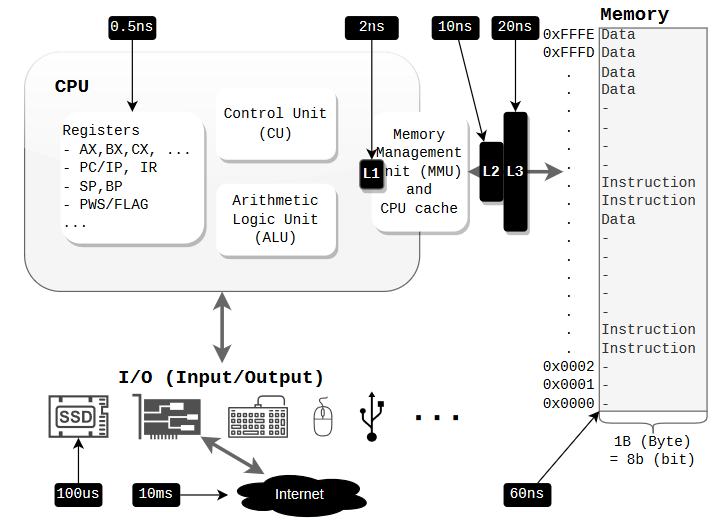 0.5ns
2ns
10ns
20ns
Memory
CPU
Registers
- AX,BX,CX, ...
- PC/IP, IR
- SP,BP
- PWS/FLAG
...
Control Unit
(CU)
Arithmetic
Logic Unit
(ALU)
Memory
Management
Unit (MMU)
and
CPU cache
L1
L2
L3
0xFFFE Data
0xFFFD Data
. Data
. Data
. -
. -
. -
. -
. Instruction
. Instruction
. Data
. -
. -
. -
. -
. -
. Instruction
. Instruction
0x0002 -
0x0001 -
0x0000 -
1B (Byte)
= 8b (bit)
I/O (Input/Output)
SSD
...
100us
10ms
Internet
60ns